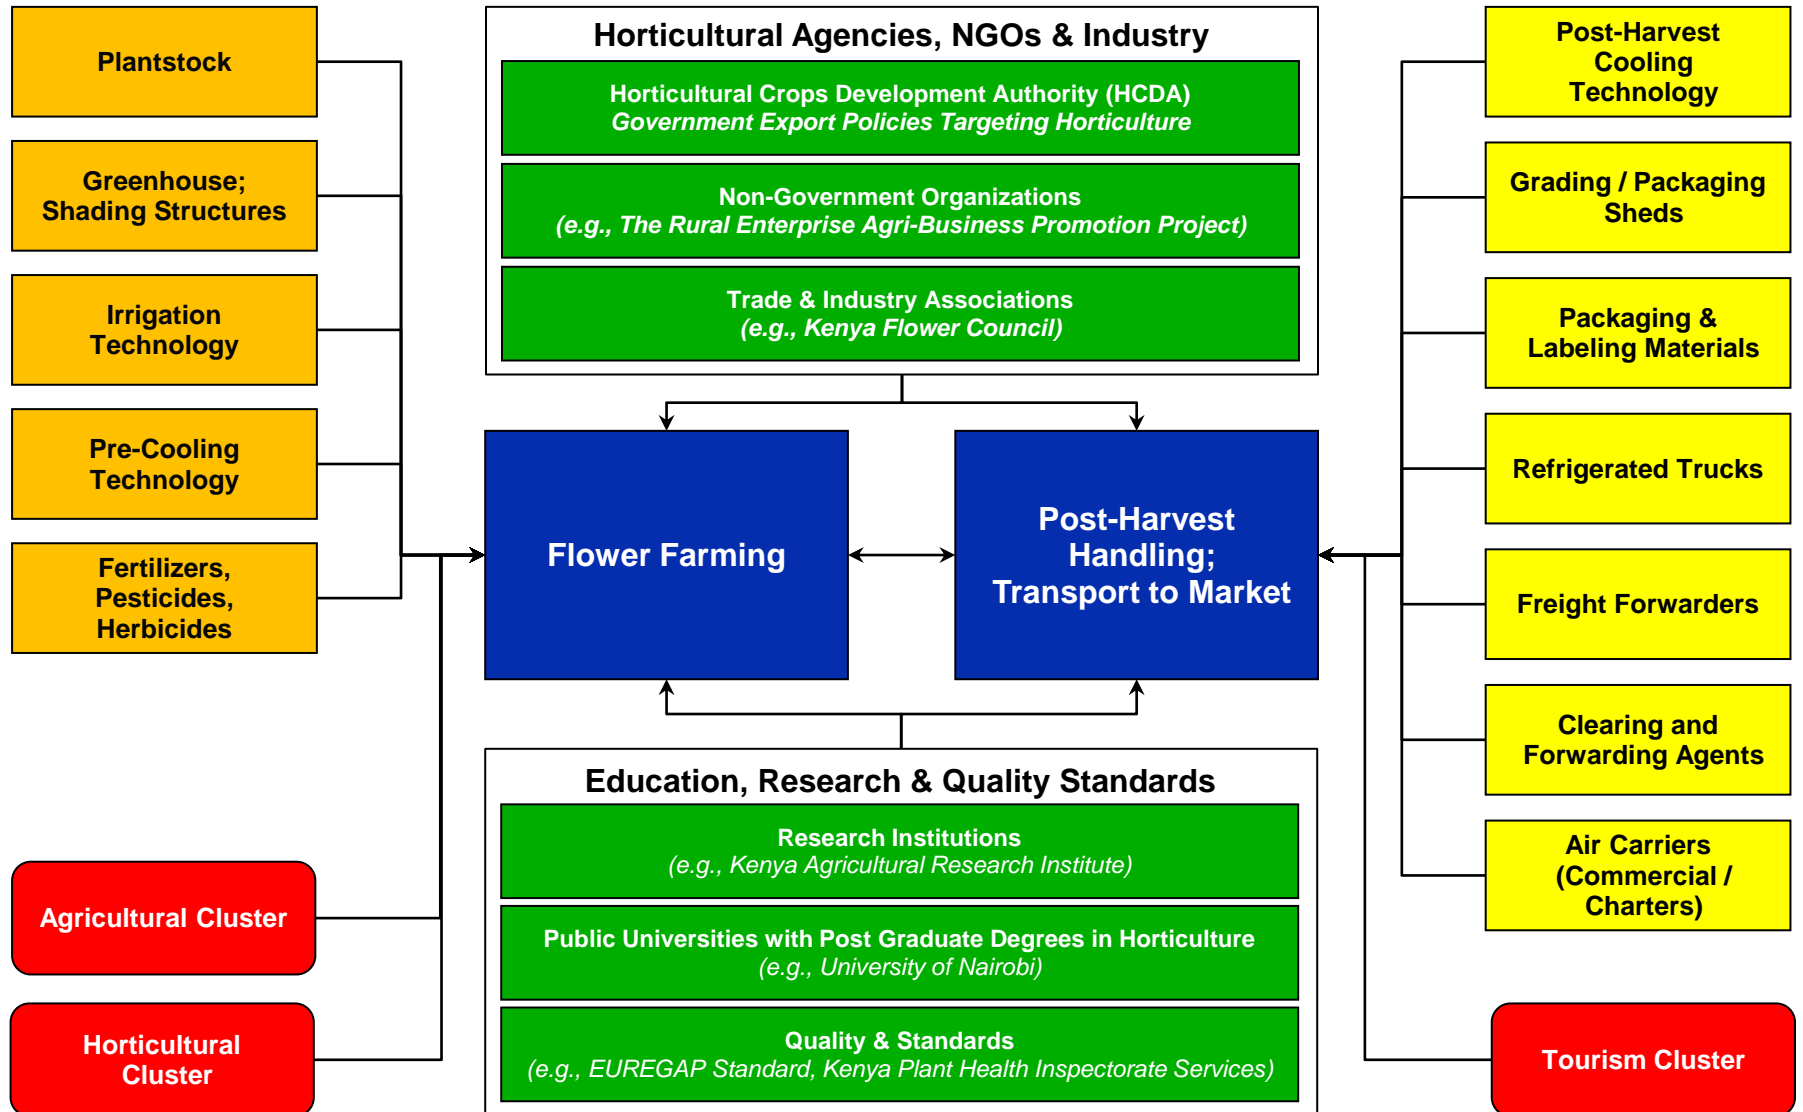 Plantstock
Greenhouse;
Shading Structures
Irrigation
Technology
Pre-Cooling
Technology
Fertilizers,
Pesticides,
Herbicides
Agricultural Cluster
Horticultural
Cluster
Horticultural Agencies, NGOs & Industry
Horticultural Crops Development Authority (HCDA)
Government Export Policies Targeting Horticulture
Non-Government Organizations
(e.g., The Rural Enterprise Agri-Business Promotion Project)
Trade & Industry Associations
(e.g., Kenya Flower Council)
Flower Farming
Post-Harvest
Handling;
Transport to Market
Education, Research & Quality Standards
Research Institutions
(e.g., Kenya Agricultural Research Institute)
Public Universities with Post Graduate Degrees in Horticulture
(e.g., University of Nairobi)
Quality & Standards
(e.g., EUREGAP Standard, Kenya Plant Health Inspectorate Services)
Post-Harvest
Cooling
Technology
Grading / Packaging
Sheds
Packaging &
Labeling Materials
Refrigerated Trucks
Freight Forwarders
Clearing and
Forwarding Agents
Air Carriers
(Commercial /
Charters)
Tourism Cluster